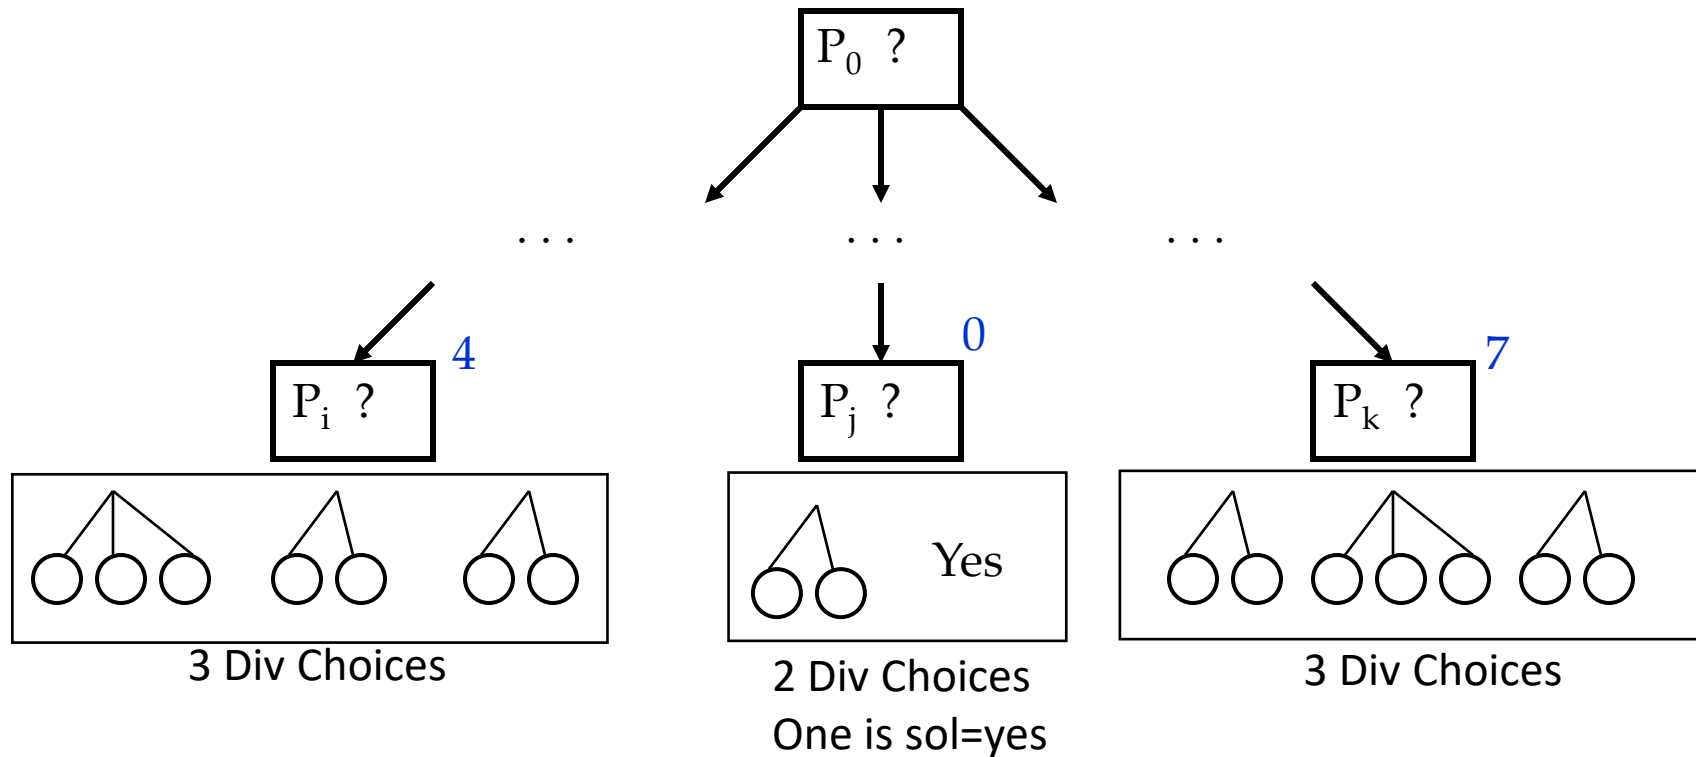 P₀ ?
. . . . . . . . .
4 0 7
Pᵢ ? Pⱼ ? Pₖ ?
Yes
3 Div Choices 2 Div Choices 3 Div Choices
One is sol=yes